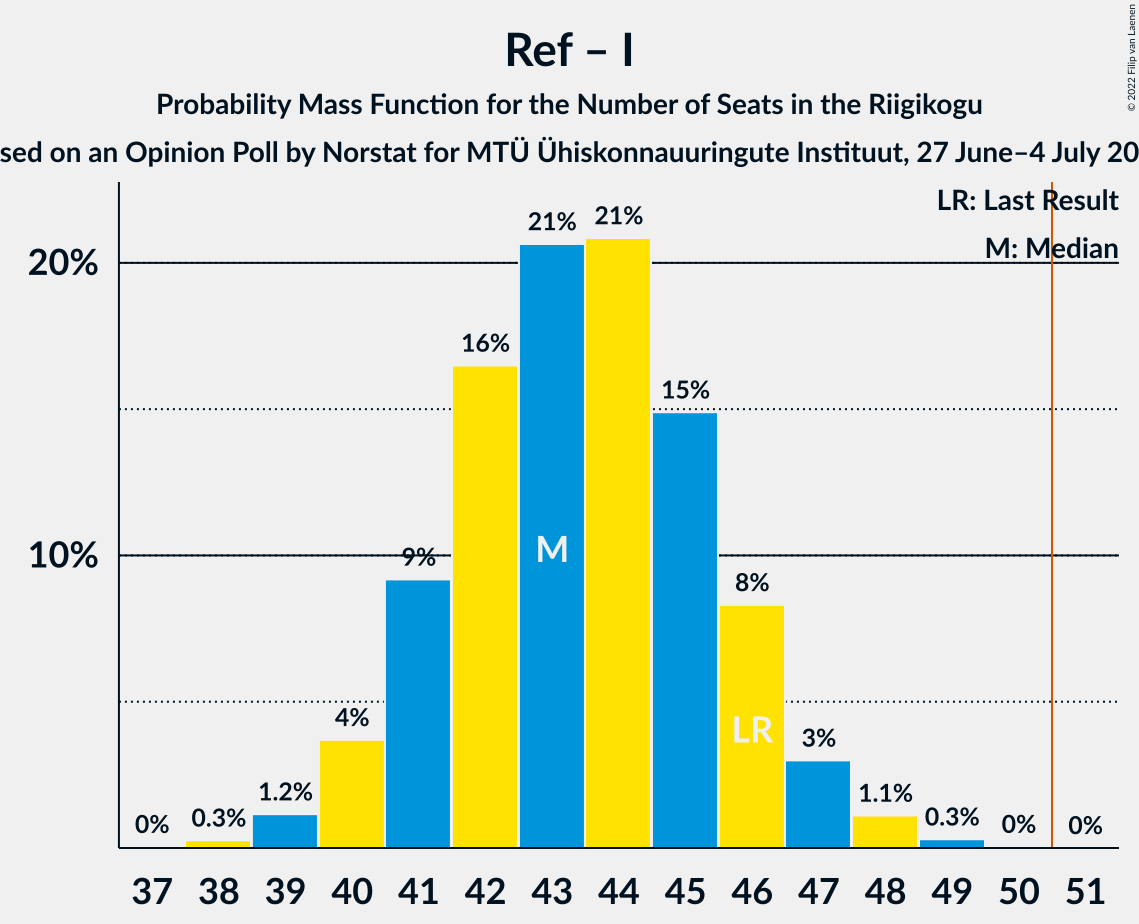 Ref – I
Probability Mass Function for the Number of Seats in the Riigikogu
sed on an Opinion Poll by Norstat for MTÜ Ühiskonnauuringute Instituut, 27 June–4 July 20
© 2022 Filip van Laenen
LR: Last Result
M: Median
20%
10%
0%
0.3%
1.2%
4%
9%
16%
21%
21%
15%
8%
3%
1.1%
0.3%
0%
0%
M
LR
37 38 39 40 41 42 43 44 45 46 47 48 49 50 51